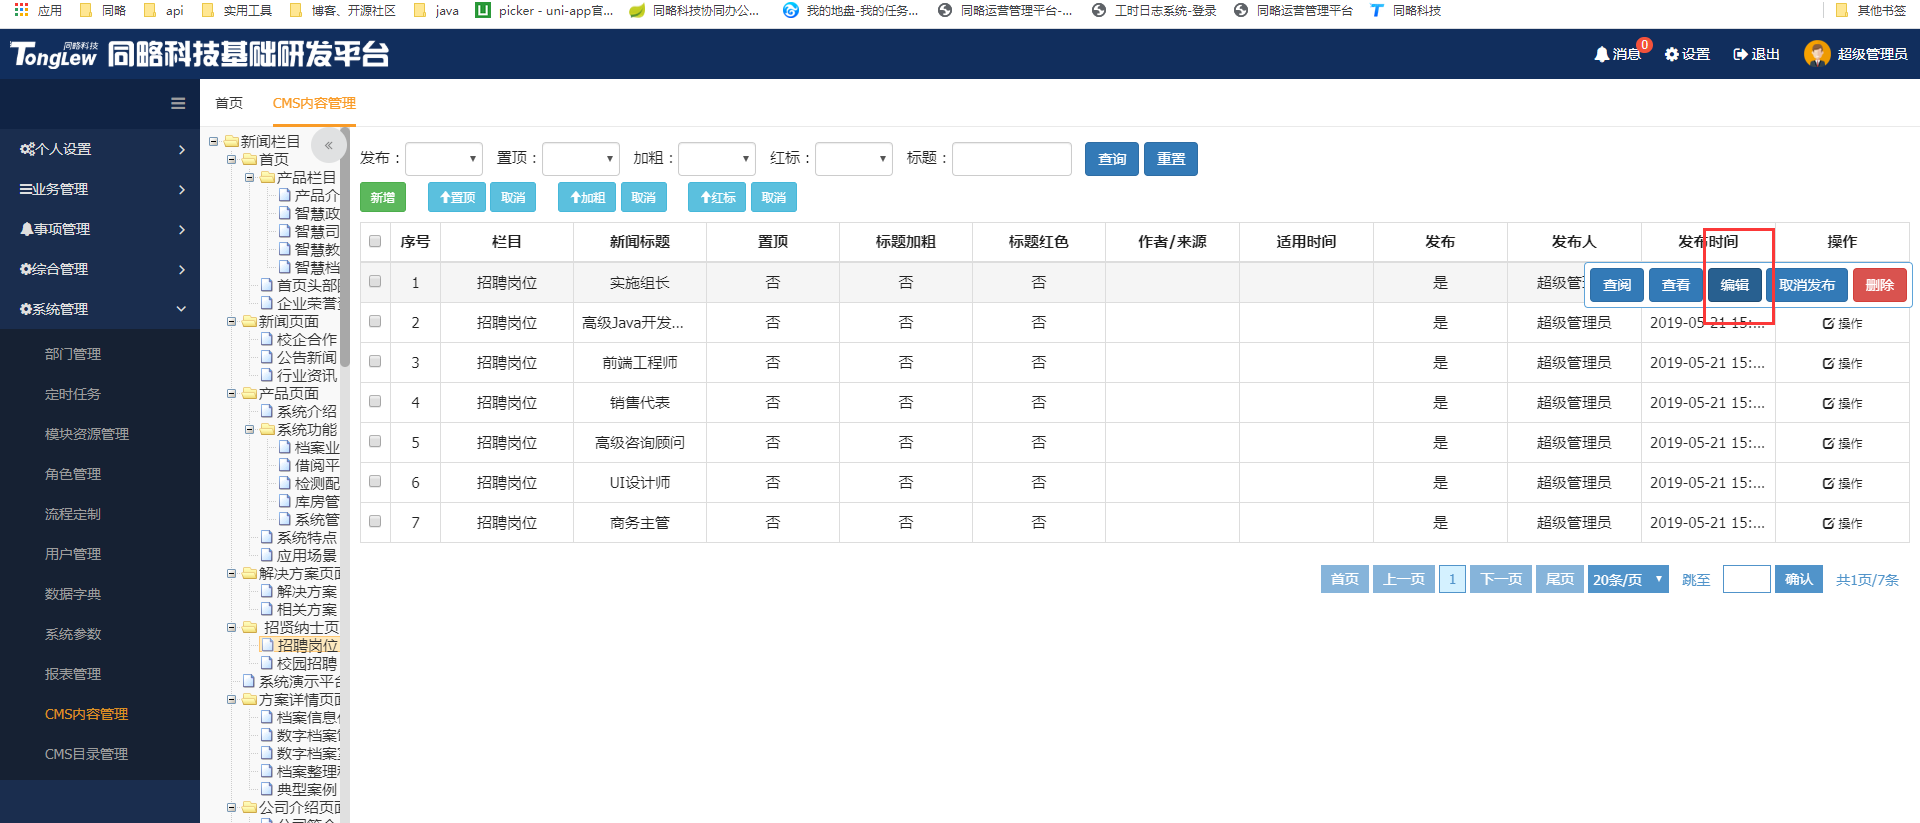 应用 同略 api 实用工具 博客、开源社区 java picker - uni-app官... 同略科技协同办公... 我的地盘-我的任务... 同略运营管理平台-... 工时日志系统-登录 同略运营管理平台 同略科技 其他书签
TongLew 同略科技 同略科技基础研发平台 消息 0 设置 退出 超级管理员
首页 CMS内容管理
个人设置
业务管理
事项管理
综合管理
系统管理
部门管理
定时任务
模块资源管理
角色管理
流程定制
用户管理
数据字典
系统参数
报表管理
CMS内容管理
CMS目录管理
新闻栏目
首页
产品栏目
产品介
智慧政
智慧司
智慧教
智慧档
首页头部
企业荣誉
新闻页面
校企合作
公告新闻
行业资讯
产品页面
系统介绍
系统功能
档案业
借阅平
检测配
库房管
系统管
系统特点
应用场景
解决方案页面
解决方案
相关方案
招贤纳士页
招聘岗位
校园招聘
系统演示平台
方案详情页面
档案信息
数字档案
数字档案
档案整理
典型案例
公司介绍页面
发布： 置顶： 加粗： 红标： 标题： 查询 重置
新增 置顶 取消 加粗 取消 红标 取消
序号 栏目 新闻标题 置顶 标题加粗 标题红色 作者/来源 适用时间 发布 发布人 发布时间 操作
1 招聘岗位 实施组长 否 否 否 是 超级管 查阅 查看 编辑 取消发布 删除
2 招聘岗位 高级Java开发... 否 否 否 是 超级管理员 2019-05-21 15:... 操作
3 招聘岗位 前端工程师 否 否 否 是 超级管理员 2019-05-21 15:... 操作
4 招聘岗位 销售代表 否 否 否 是 超级管理员 2019-05-21 15:... 操作
5 招聘岗位 高级咨询顾问 否 否 否 是 超级管理员 2019-05-21 15:... 操作
6 招聘岗位 UI设计师 否 否 否 是 超级管理员 2019-05-21 15:... 操作
7 招聘岗位 商务主管 否 否 否 是 超级管理员 2019-05-21 15:... 操作
首页 上一页 1 下一页 尾页 20条/页 跳至 确认 共1页/7条